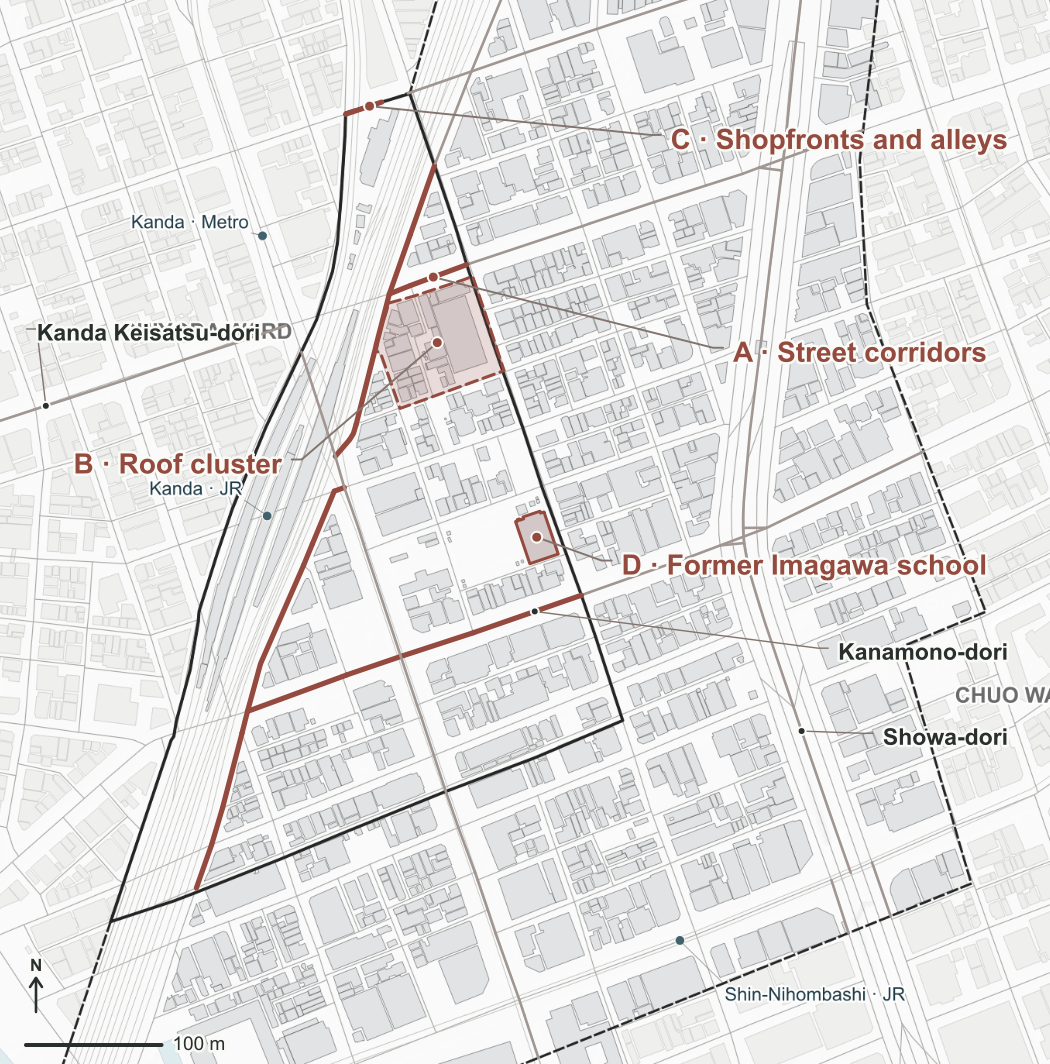 C · Shopfronts and alleys
Kanda · Metro
Kanda Keisatsu-dori
RD
A · Street corridors
B · Roof cluster
Kanda · JR
D · Former Imagawa school
Kanamono-dori
CHUO WA
Showa-dori
N
Shin-Nihombashi · JR
100 m